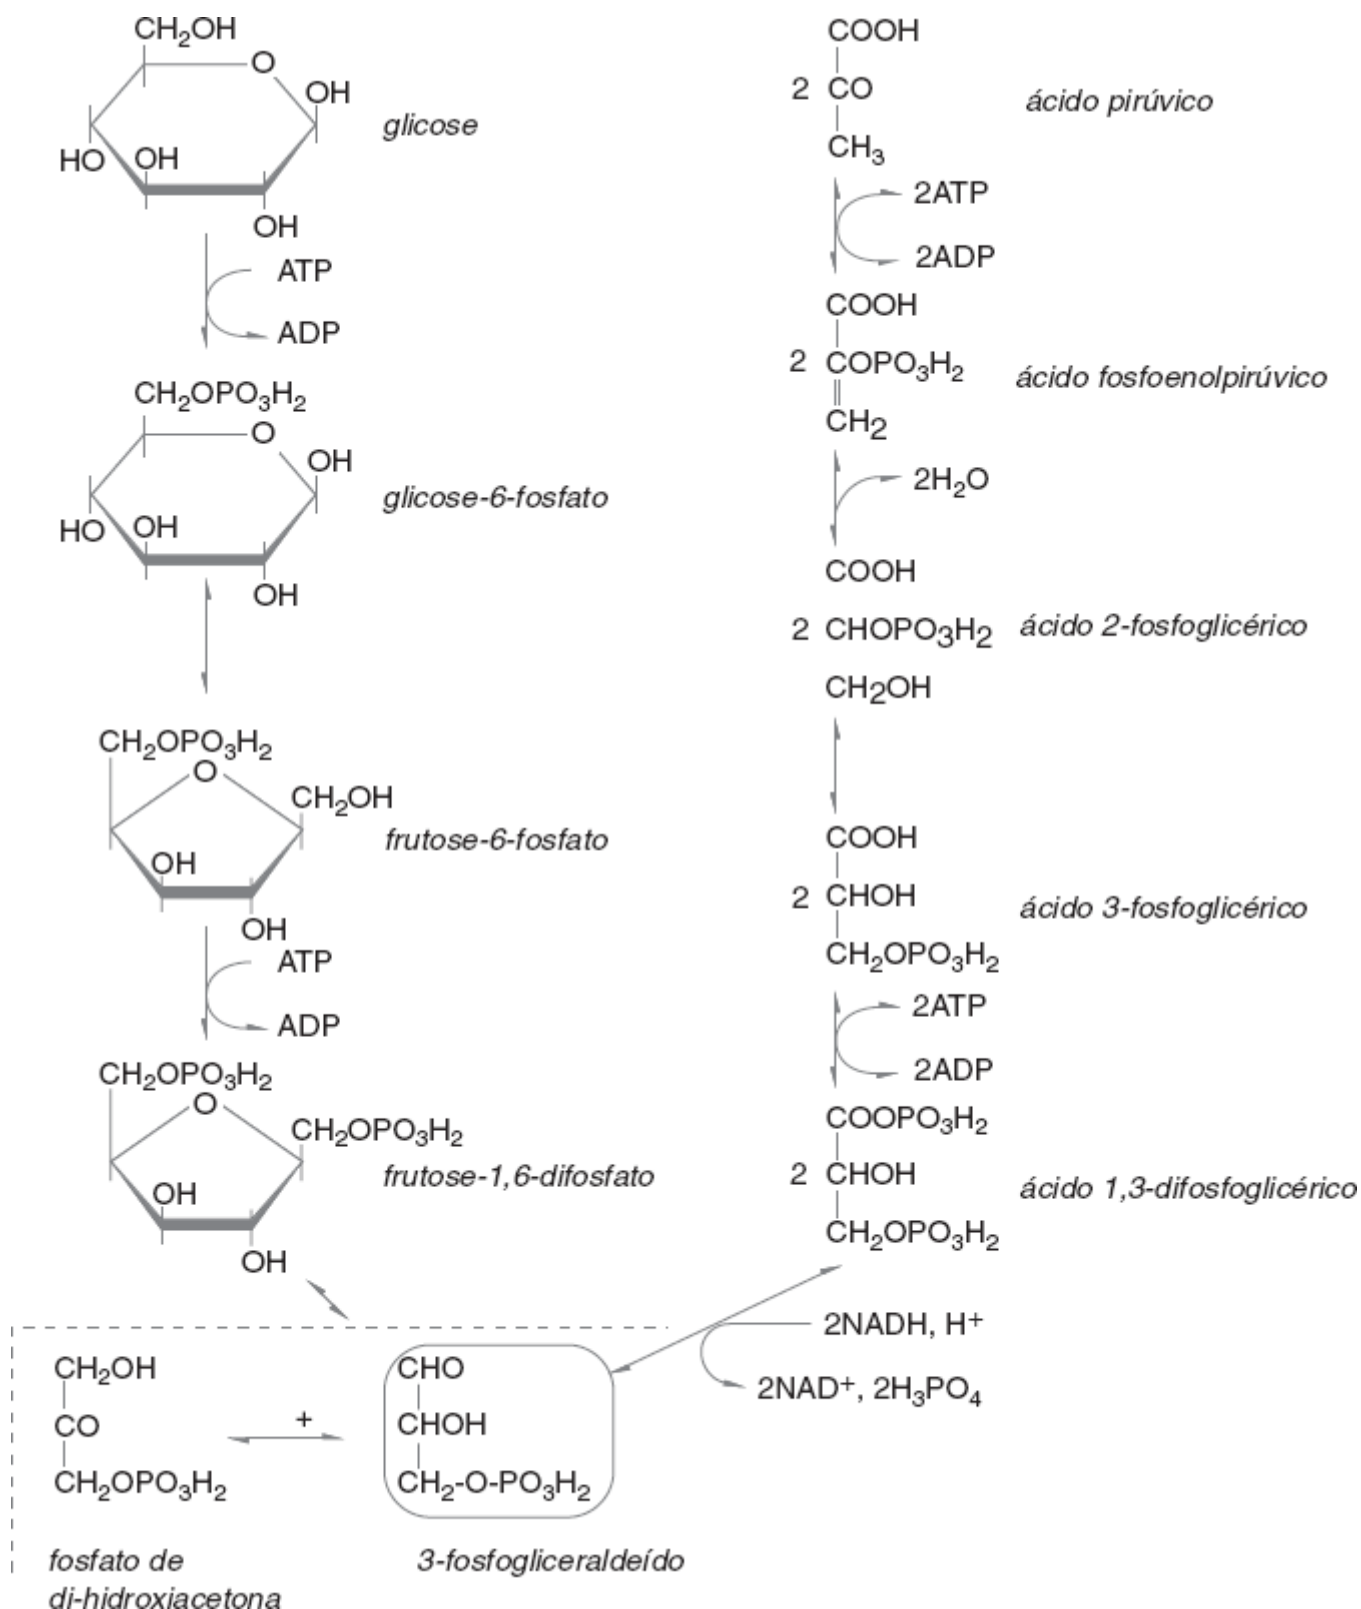 CH₂OH
O
OH
glicose
HO
OH
OH
ATP
ADP
CH₂OPO₃H₂
O
OH
glicose-6-fosfato
HO
OH
OH
CH₂OPO₃H₂
O
CH₂OH
frutose-6-fosfato
OH
OH
ATP
ADP
CH₂OPO₃H₂
O
CH₂OPO₃H₂
frutose-1,6-difosfato
OH
OH
CH₂OH
CO
CH₂OPO₃H₂
fosfato de
di-hidroxiacetona
+
CHO
CHOH
CH₂-O-PO₃H₂
3-fosfogliceraldeído
COOH
2 CO
CH₃
ácido pirúvico
2ATP
2ADP
COOH
2 COPO₃H₂
CH₂
ácido fosfoenolpirúvico
2H₂O
COOH
2 CHOPO₃H₂
CH₂OH
ácido 2-fosfoglicérico
COOH
2 CHOH
CH₂OPO₃H₂
ácido 3-fosfoglicérico
2ATP
2ADP
COOPO₃H₂
2 CHOH
CH₂OPO₃H₂
ácido 1,3-difosfoglicérico
2NADH, H⁺
2NAD⁺, 2H₃PO₄